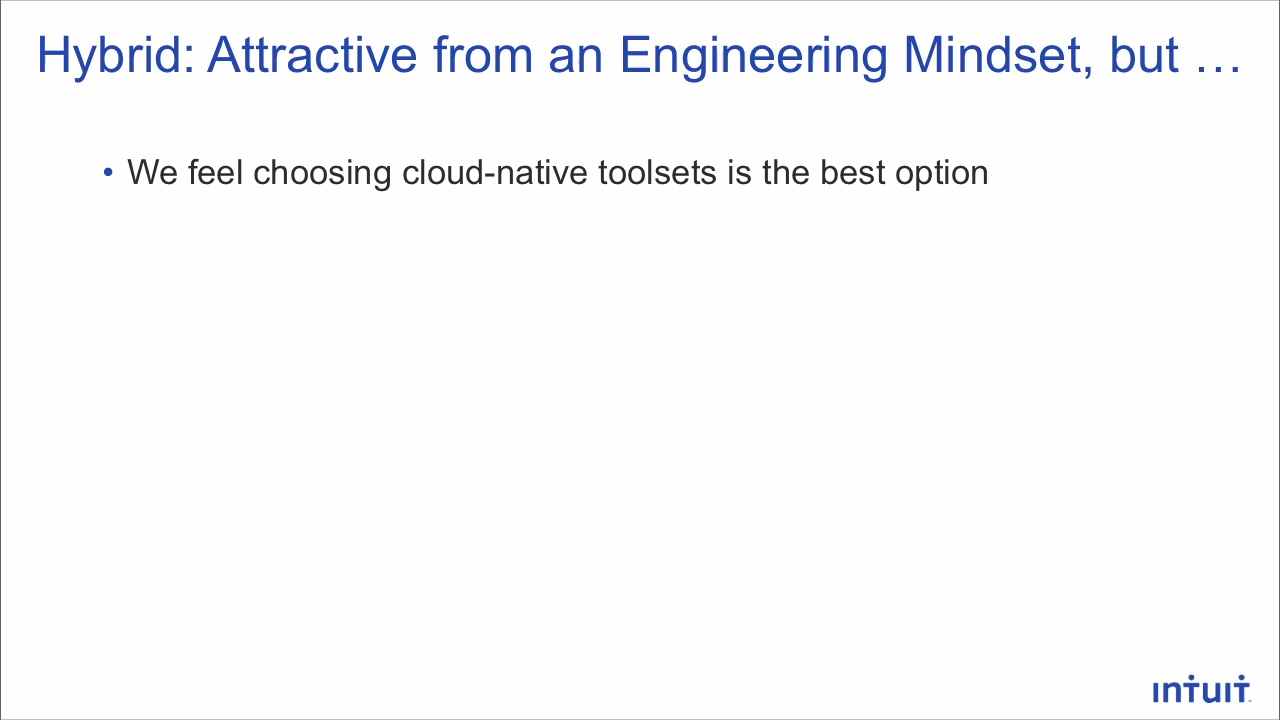 Hybrid: Attractive from an Engineering Mindset, but …
• We feel choosing cloud-native toolsets is the best option
intuit